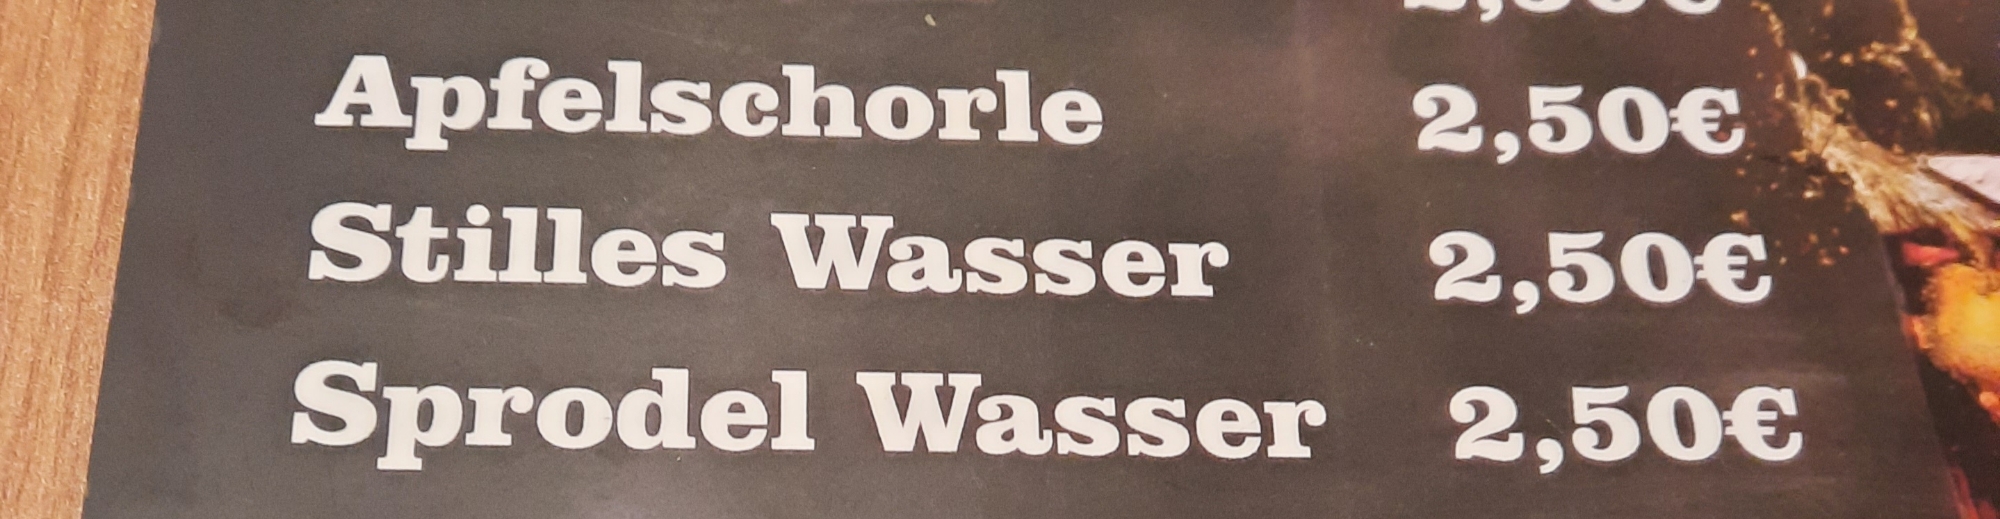 Apfelschorle 2,50€
Stilles Wasser 2,50€
Sprodel Wasser 2,50€